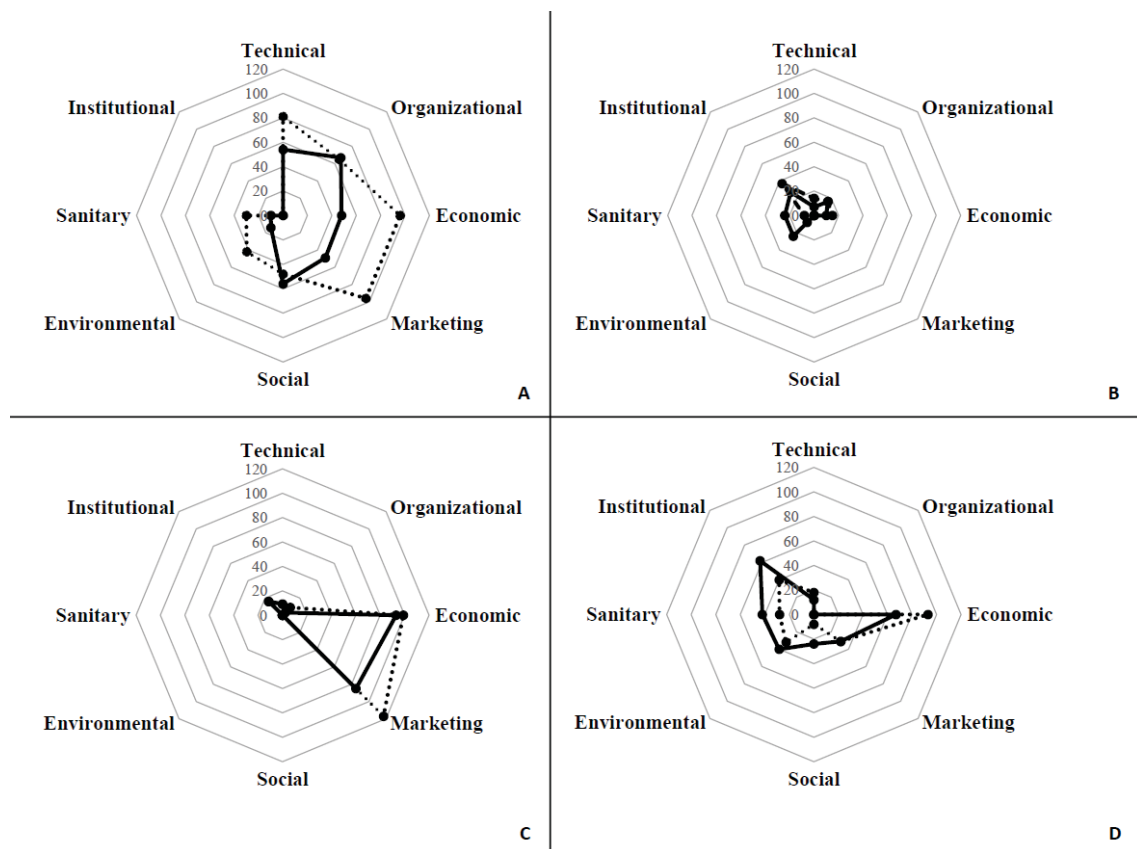 Technical
120
100
80
60
40
20
0
Institutional
Organizational
Sanitary
Economic
Environmental
Marketing
Social
A
Technical
120
100
80
60
40
20
0
Institutional
Organizational
Sanitary
Economic
Environmental
Marketing
Social
B
Technical
120
100
80
60
40
20
0
Institutional
Organizational
Sanitary
Economic
Environmental
Marketing
Social
C
Technical
120
100
80
60
40
20
0
Institutional
Organizational
Sanitary
Economic
Environmental
Marketing
Social
D